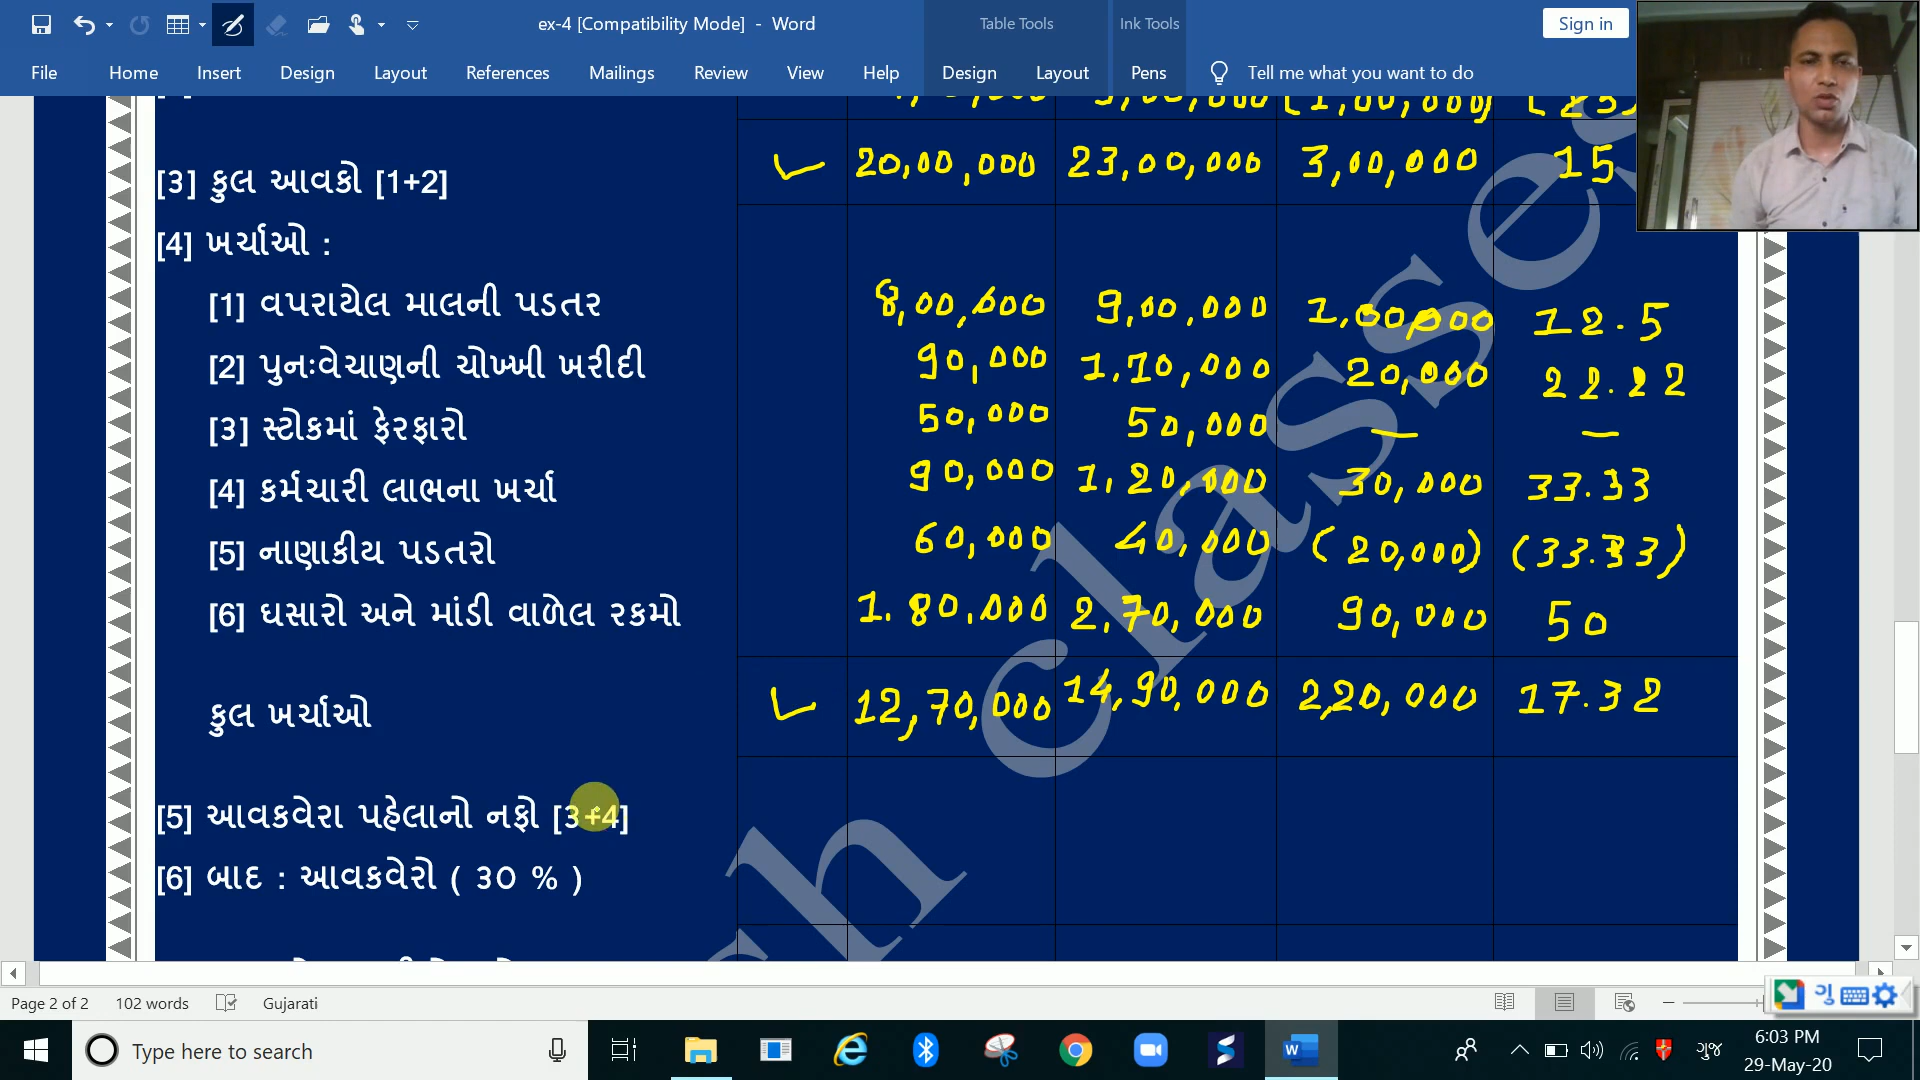 ex-4 [Compatibility Mode] - Word
Table Tools
Ink Tools
Sign in
File Home Insert Design Layout References Mailings Review View Help Design Layout Pens Tell me what you want to do
[3] કુલ આવકો [1+2] 20,00,000 23,00,000 3,00,000 15
[4] ખર્ચાઓ :
[1] વપરાયેલ માલની પડતર 8,00,000 9,00,000 1,00,000 12.5
[2] પુનઃવેચાણની ચોખ્ખી ખરીદી 90,000 1.10,000 20,000 22.22
[3] સ્ટોકમાં ફેરફારો 50,000 50,000 — —
[4] કર્મચારી લાભના ખર્ચા 90,000 1,20,000 30,000 33.33
[5] નાણાકીય પડતરો 60,000 40,000 (20,000) (33.33)
[6] ઘસારો અને માંડી વાળેલ રકમો 1.80.000 2,70,000 90,000 50
કુલ ખર્ચાઓ 12,70,000 14,90,000 2,20,000 17.32
[5] આવકવેરા પહેલાનો નફો [3+4]
[6] બાદ : આવકવેરો ( 30 % )
classes
Page 2 of 2 102 words Gujarati
Type here to search
ગુજ
6:03 PM
29-May-20